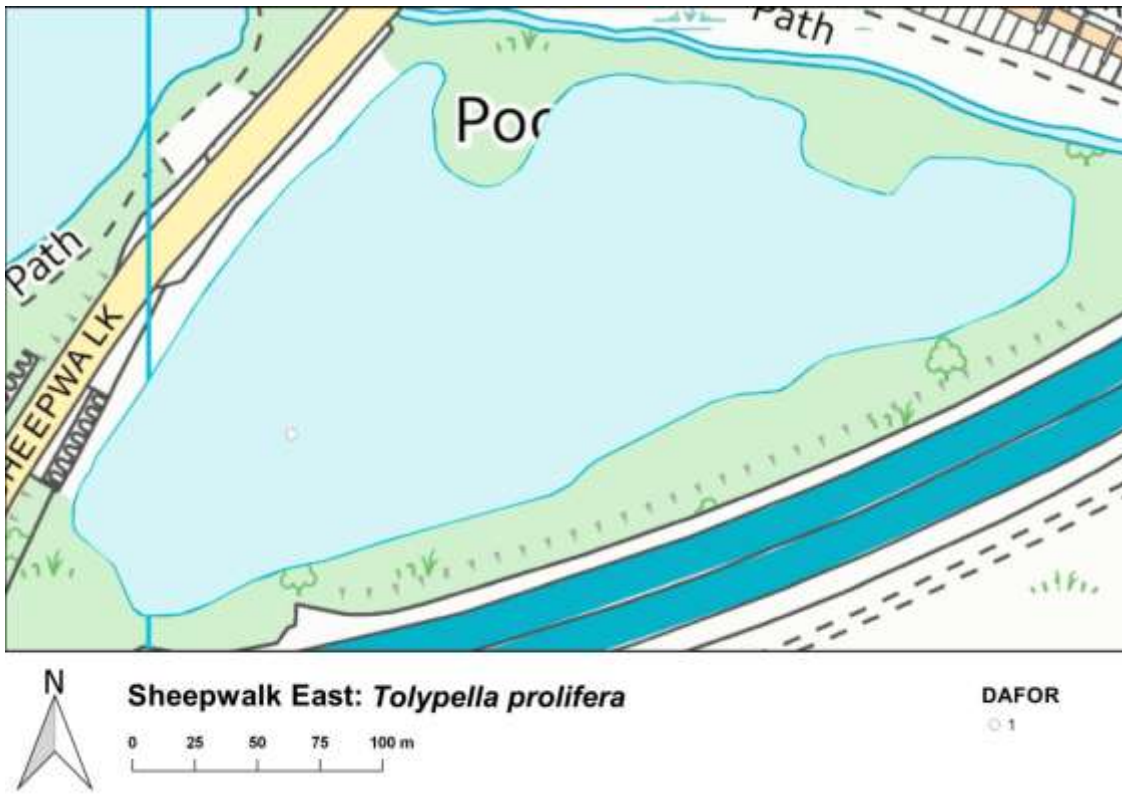 Path
Poo
Path
SHEEPWALK
N
Sheepwalk East: Tolypella prolifera
0 25 50 75 100 m
DAFOR
1